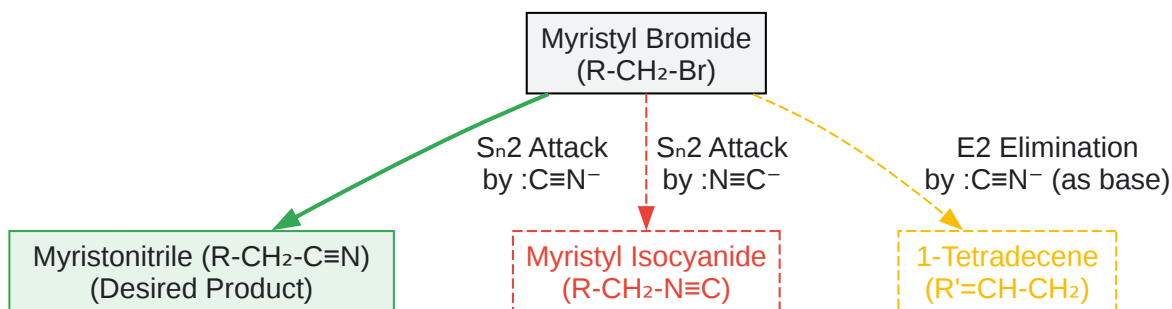 Myristyl Bromide
(R-CH₂-Br)
Sₙ2 Attack
by :C≡N⁻
Sₙ2 Attack
by :N≡C⁻
E2 Elimination
by :C≡N⁻ (as base)
Myristonitrile (R-CH₂-C≡N)
(Desired Product)
Myristyl Isocyanide
(R-CH₂-N≡C)
1-Tetradecene
(R'=CH-CH₂)